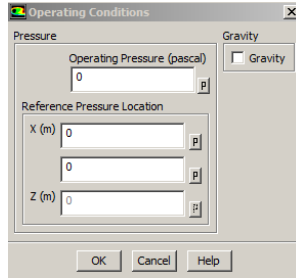 Operating Conditions
X
Pressure
Gravity
Operating Pressure (pascal)
Gravity
0
P
Reference Pressure Location
X (m) 0
P
0
P
Z (m) 0
P
OK Cancel Help